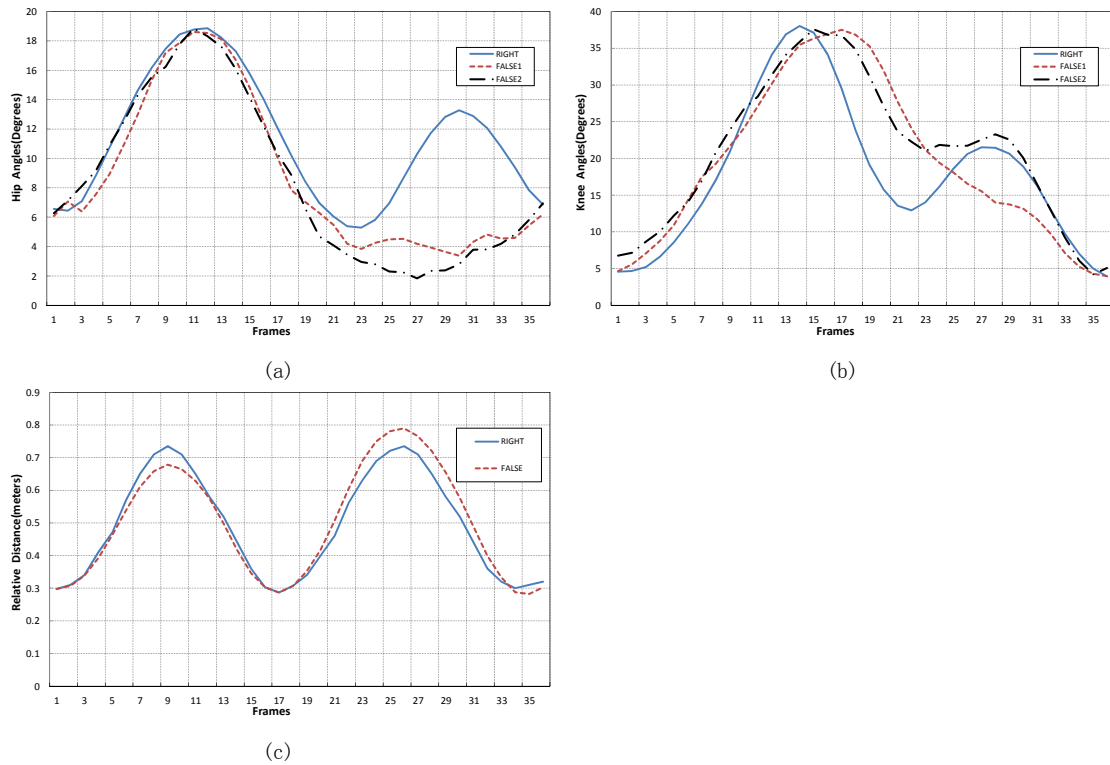 Hip Angles(Degrees)
20
18
16
14
12
10
8
6
4
2
0
RIGHT
FALSE1
FALSE2
1 3 5 7 9 11 13 15 17 19 21 23 25 27 29 31 33 35
Frames
(a)
Knee Angles(Degrees)
40
35
30
25
20
15
10
5
0
RIGHT
FALSE1
FALSE2
1 3 5 7 9 11 13 15 17 19 21 23 25 27 29 31 33 35
Frames
(b)
Relative Distance(meters)
0.9
0.8
0.7
0.6
0.5
0.4
0.3
0.2
0.1
0
RIGHT
FALSE
1 3 5 7 9 11 13 15 17 19 21 23 25 27 29 31 33 35
Frames
(c)